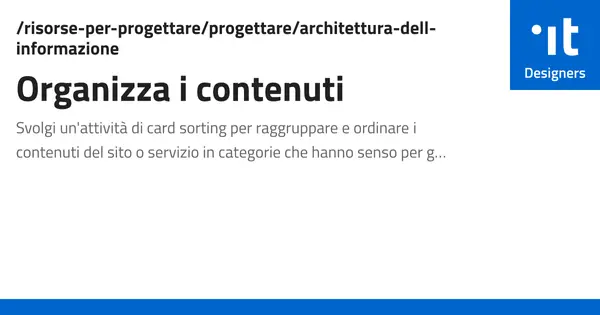 /risorse-per-progettare/progettare/architettura-dell-
informazione
Organizza i contenuti
Svolgi un'attività di card sorting per raggruppare e ordinare i
contenuti del sito o servizio in categorie che hanno senso per g…
it
Designers